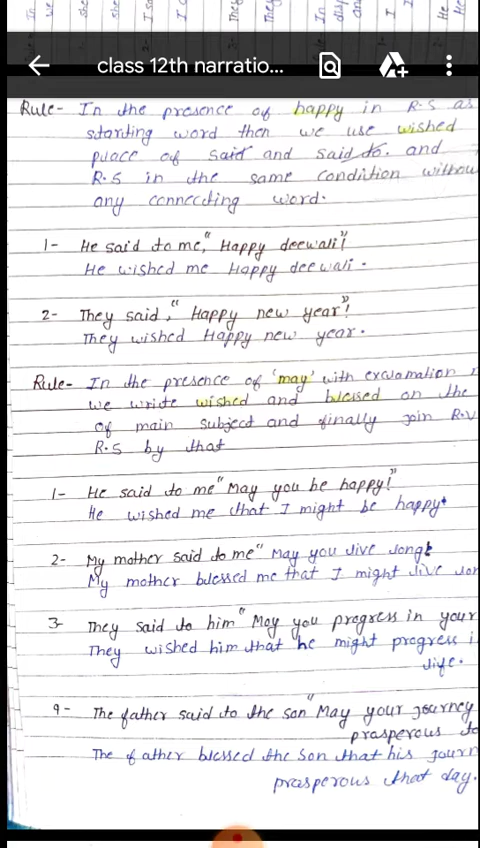 class 12th narratio...
Rule- In the presence of happy in R.S as
starting word then we use wished
place of said and said to. and
R.S in the same condition withou
any connecting word.
1- He said to me, "Happy deewali"!
He wished me Happy deewali.
2- They said, "Happy new year"!
They wished Happy new year.
Rule- In the presence of 'may' with exclamation
we write wished and blessed on the
of main subject and finally join R.V
R.S by that
1- He said to me "May you be happy!"
He wished me that I might be happy.
2- My mother said to me "May you live long!
My mother blessed me that I might live lon
3- They said to him "May you progress in your
They wished him that he might progress i
life.
The father said to the son "May your journey
prasperous to
The father blessed the son that his journ
prasperous that day.